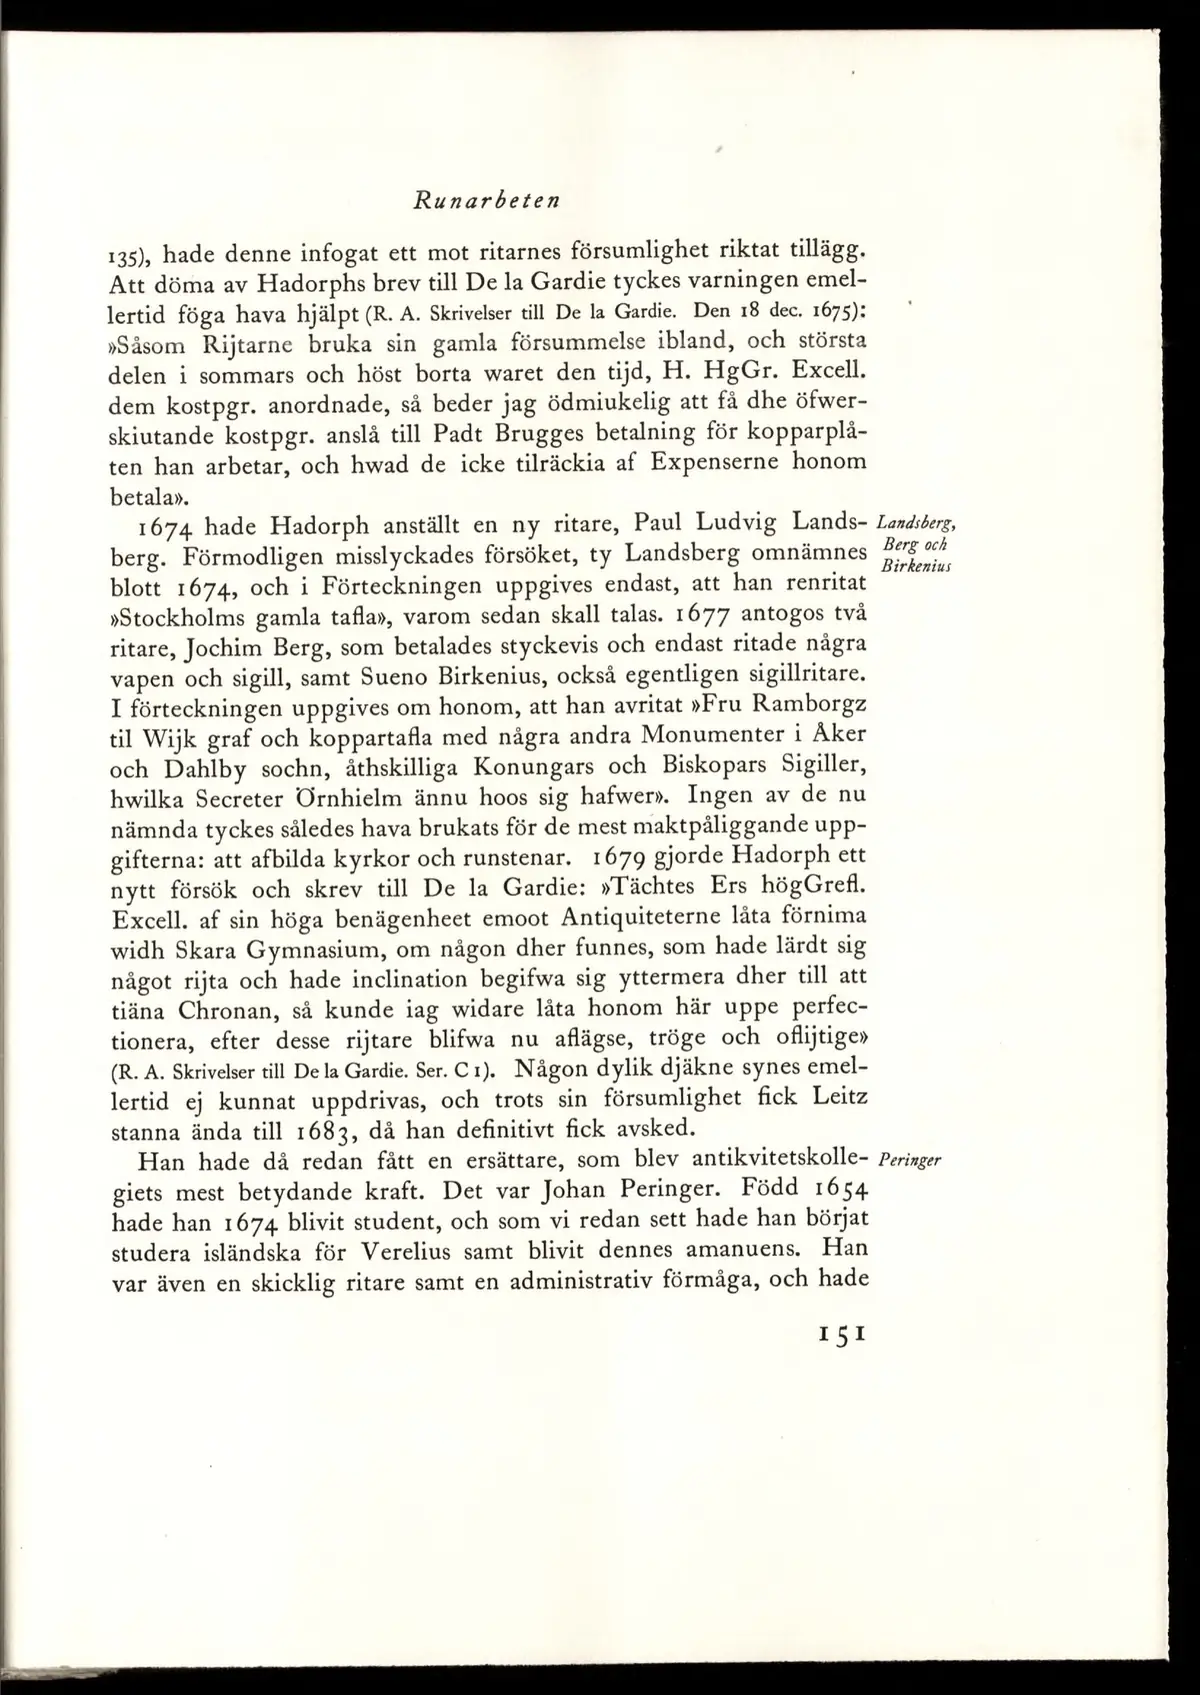 Runarbeten
135), hade denne infogat ett mot ritarnes försumlighet riktat tillägg.
Att döma av Hadorphs brev till De la Gardie tyckes varningen emel-
lertid föga hava hjälpt (R. A. Skrivelser till De la Gardie. Den 18 dec. 1675):
»Såsom Rijtarne bruka sin gamla försummelse ibland, och största
delen i sommars och höst borta waret den tijd, H. HgGr. Excell.
dem kostpgr. anordnade, så beder jag ödmiukelig att få dhe öfwer-
skiutande kostpgr. anslå till Padt Brugges betalning för kopparplå-
ten han arbetar, och hwad de icke tilräckia af Expenserne honom
betala».
1674 hade Hadorph anställt en ny ritare, Paul Ludvig Lands-
berg. Förmodligen misslyckades försöket, ty Landsberg omnämnes
blott 1674, och i Förteckningen uppgives endast, att han renritat
»Stockholms gamla tafla», varom sedan skall talas. 1677 antogos två
ritare, Jochim Berg, som betalades styckevis och endast ritade några
vapen och sigill, samt Sueno Birkenius, också egentligen sigillritare.
I förteckningen uppgives om honom, att han avritat »Fru Ramborgz
til Wijk graf och koppartafla med några andra Monumenter i Åker
och Dahlby sochn, åthskilliga Konungars och Biskopars Sigiller,
hwilka Secreter Örnhielm ännu hoos sig hafwer». Ingen av de nu
nämnda tyckes således hava brukats för de mest maktpåliggande upp-
gifterna: att afbilda kyrkor och runstenar. 1679 gjorde Hadorph ett
nytt försök och skrev till De la Gardie: »Tächtes Ers högGrefl.
Excell. af sin höga benägenheet emoot Antiquiteterne låta förnima
widh Skara Gymnasium, om någon dher funnes, som hade lärdt sig
något rijta och hade inclination begifwa sig yttermera dher till att
tiäna Chronan, så kunde iag widare låta honom här uppe perfec-
tionera, efter desse rijtare blifwa nu aflägse, tröge och oflijtige»
(R. A. Skrivelser till De la Gardie. Ser. C 1). Någon dylik djäkne synes emel-
lertid ej kunnat uppdrivas, och trots sin försumlighet fick Leitz
stanna ända till 1683, då han definitivt fick avsked.
Han hade då redan fått en ersättare, som blev antikvitetskolle-
giets mest betydande kraft. Det var Johan Peringer. Född 1654
hade han 1674 blivit student, och som vi redan sett hade han börjat
studera isländska för Verelius samt blivit dennes amanuens. Han
var även en skicklig ritare samt en administrativ förmåga, och hade
Landsberg,
Berg och
Birkenius
Peringer
151